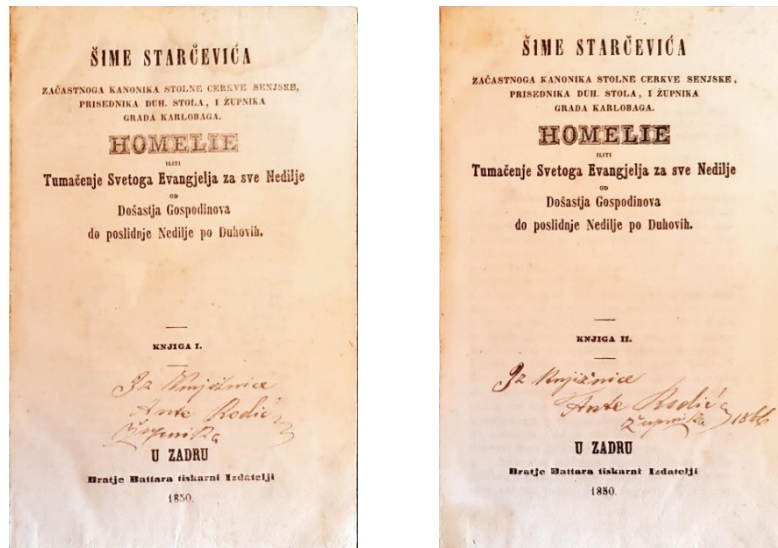 ŠIME STARČEVIĆA
ZAČASTNOGA KANONIKA STOLNE CERKVE SENJSKE,
PRISEDNIKA DUH. STOLA, I ŽUPNIKA
GRADA KARLOBAGA.
HOMELIE
ILITI
Tumačenje Svetoga Evangjelja za sve Nedilje
OD
Došastja Gospodinova
do poslidnje Nedilje po Duhovih.
KNJIGA I.
Iz Knjižnice
Ante Rodić
Župnika
U ZADRU
Bratje Battara tiskarni Izdatelji
1850.
ŠIME STARČEVIĆA
ZAČASTNOGA KANONIKA STOLNE CERKVE SENJSKE,
PRISEDNIKA DUH. STOLA, I ŽUPNIKA
GRADA KARLOBAGA.
HOMELIE
ILITI
Tumačenje Svetoga Evangjelja za sve Nedilje
OD
Došastja Gospodinova
do poslidnje Nedilje po Duhovih.
KNJIGA II.
Iz Knjižnice
Ante Rodića
Župnika 1866
U ZADRU
Bratje Battara tiskarni Izdatelji
1850.